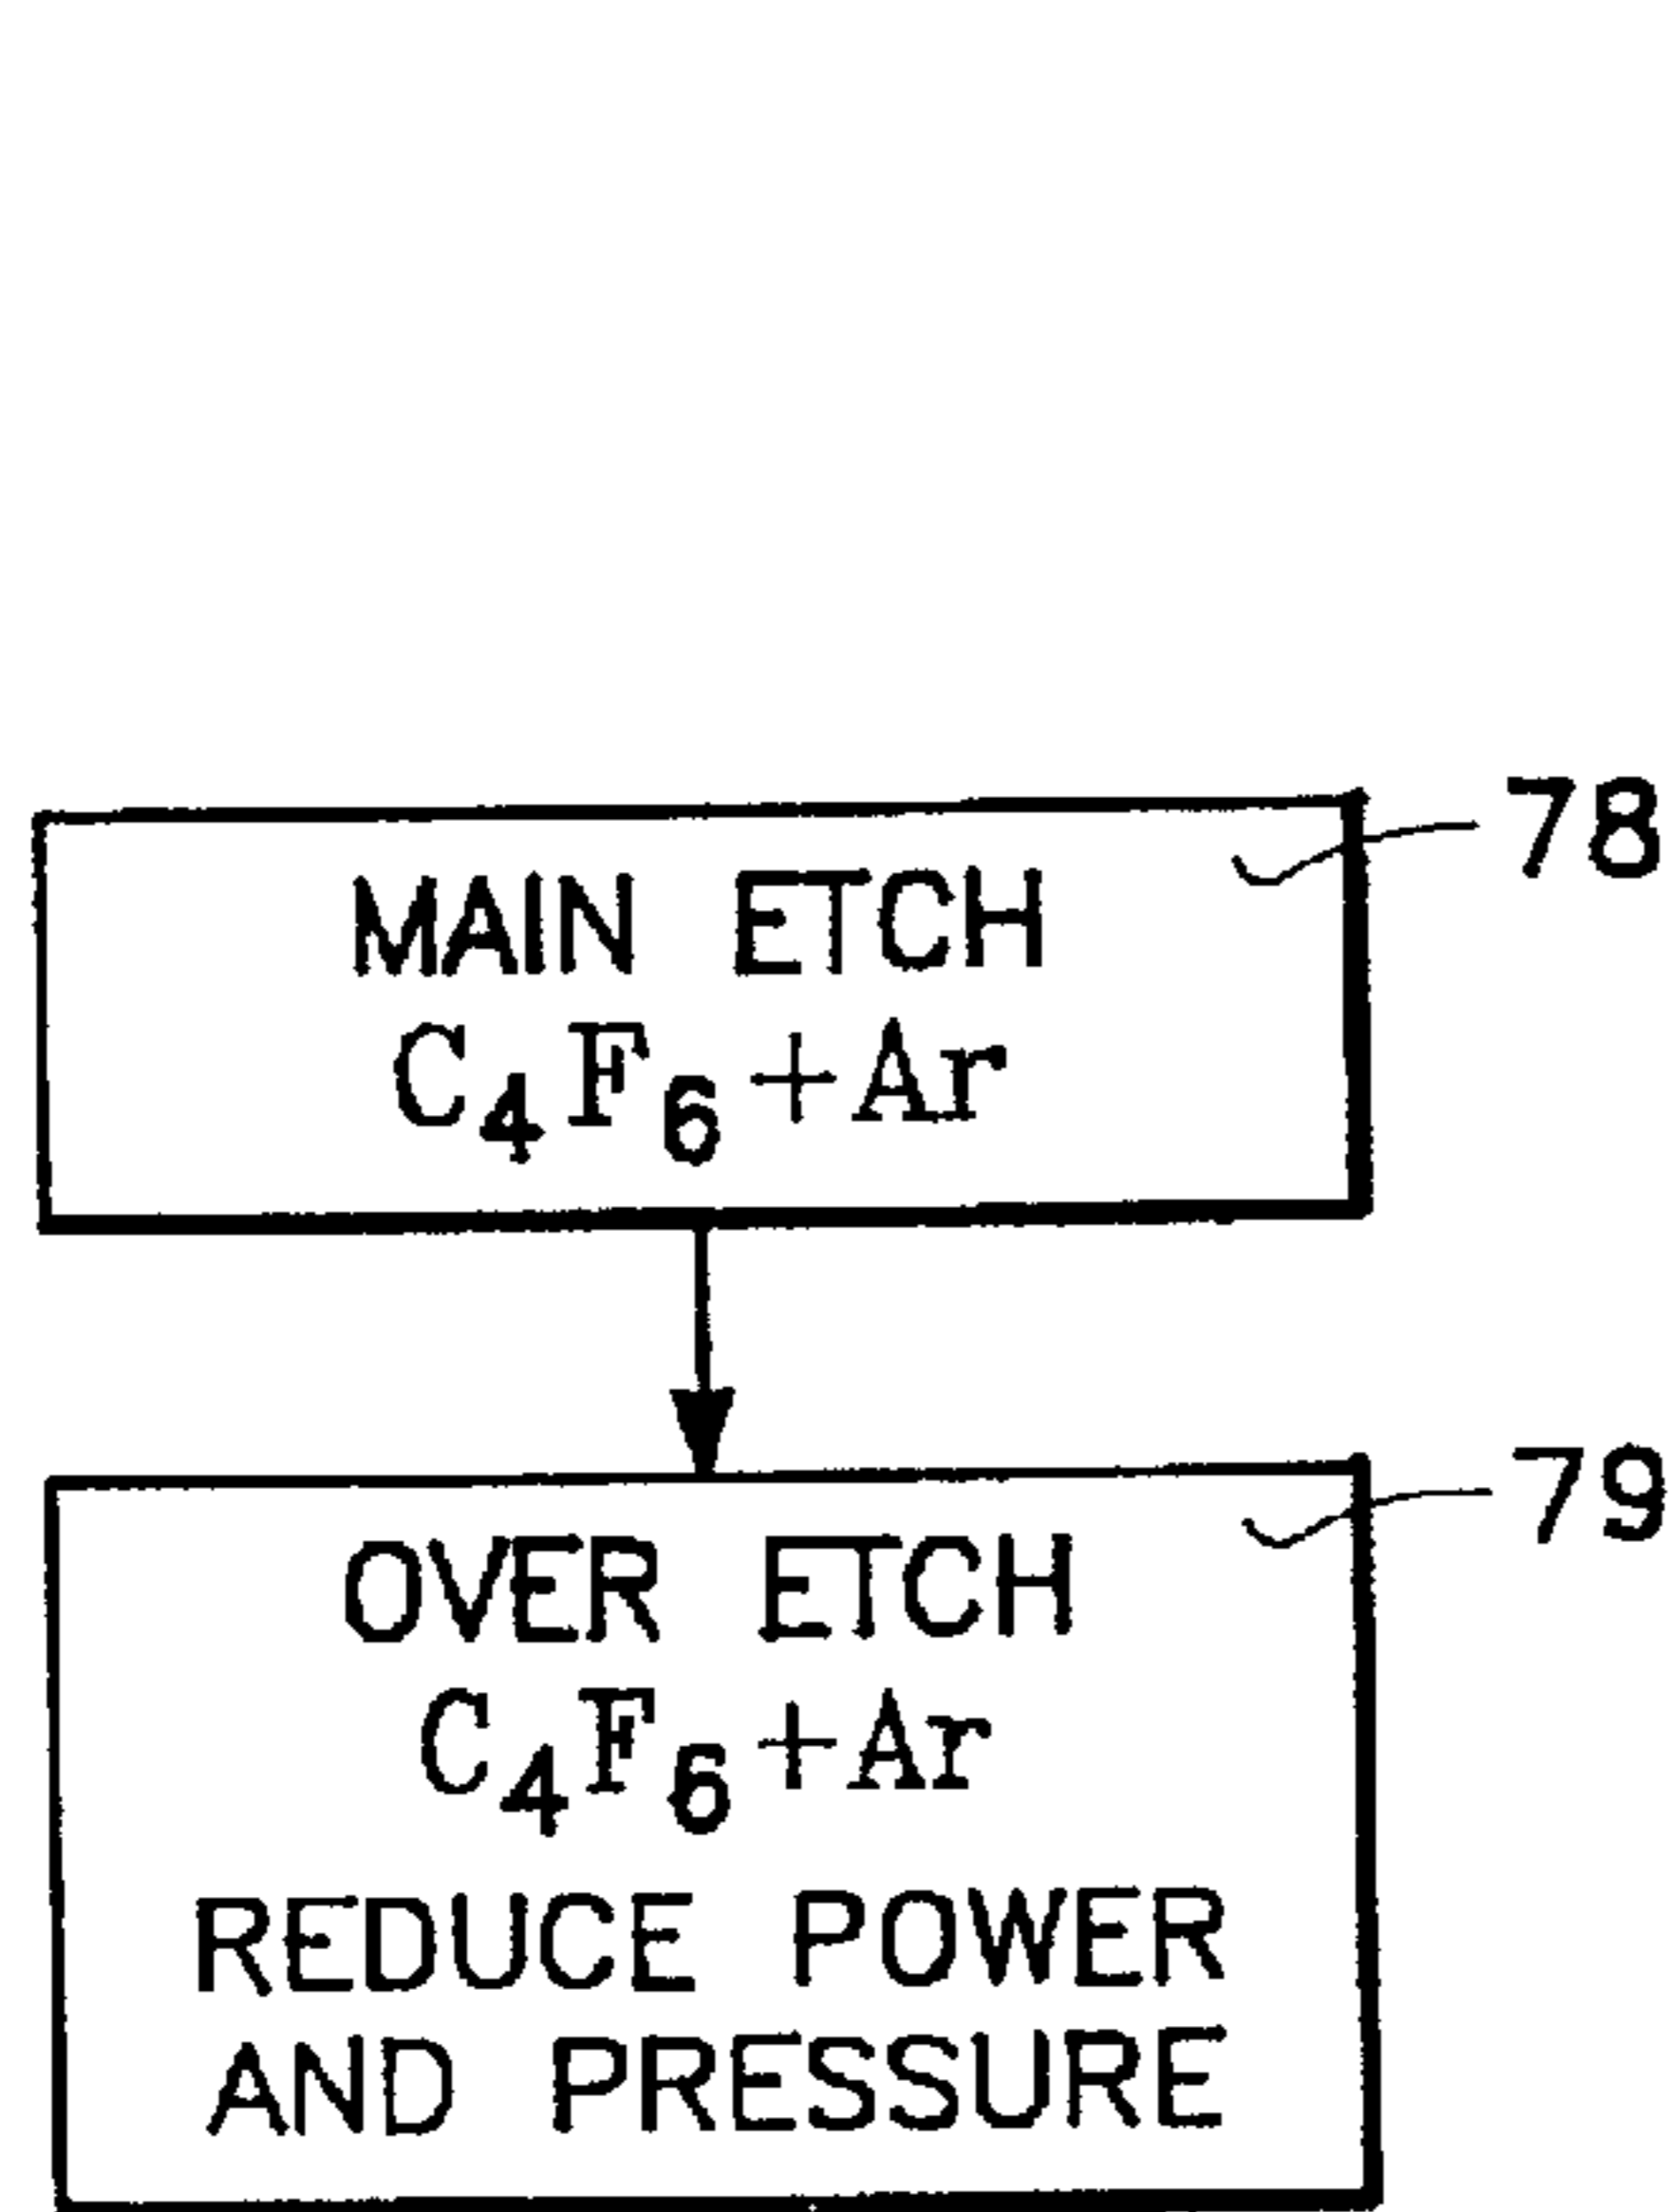 78
MAIN ETCH
C₄F₆+Ar
79
OVER ETCH
C₄F₆+Ar
REDUCE POWER
AND PRESSURE